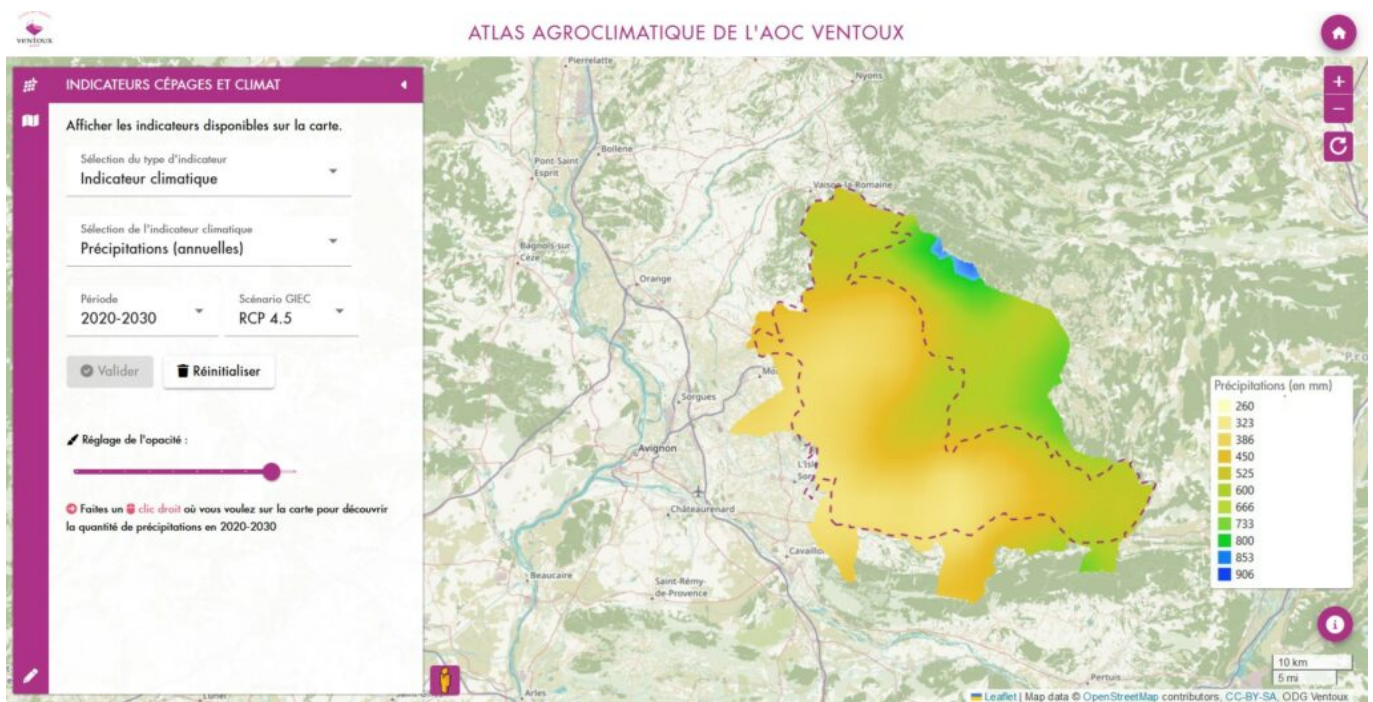 VENTOUX
ATLAS AGROCLIMATIQUE DE L'AOC VENTOUX
INDICATEURS CÉPAGES ET CLIMAT
Afficher les indicateurs disponibles sur la carte.
Sélection du type d'indicateur
Indicateur climatique
Sélection de l'indicateur climatique
Précipitations (annuelles)
Période
2020-2030
Scénario GIEC
RCP 4.5
Valider
Réinitialiser
Réglage de l'opacité :
Faites un clic droit où vous voulez sur la carte pour découvrir
la quantité de précipitations en 2020-2030
Pierrelatte
Nyons
Bollène
Pont-Saint
Esprit
Vaison-la-Romaine
Bagnols-sur
Cèze
Orange
Sorgues
Avignon
Châteaurenard
Cavaillon
Beaucaire
Saint-Rémy-
de-Provence
Arles
Pertuis
+
−
Précipitations (en mm)
260
323
386
450
525
600
666
733
800
853
906
10 km
5 mi
Leaflet | Map data © OpenStreetMap contributors, CC-BY-SA, ODG Ventoux